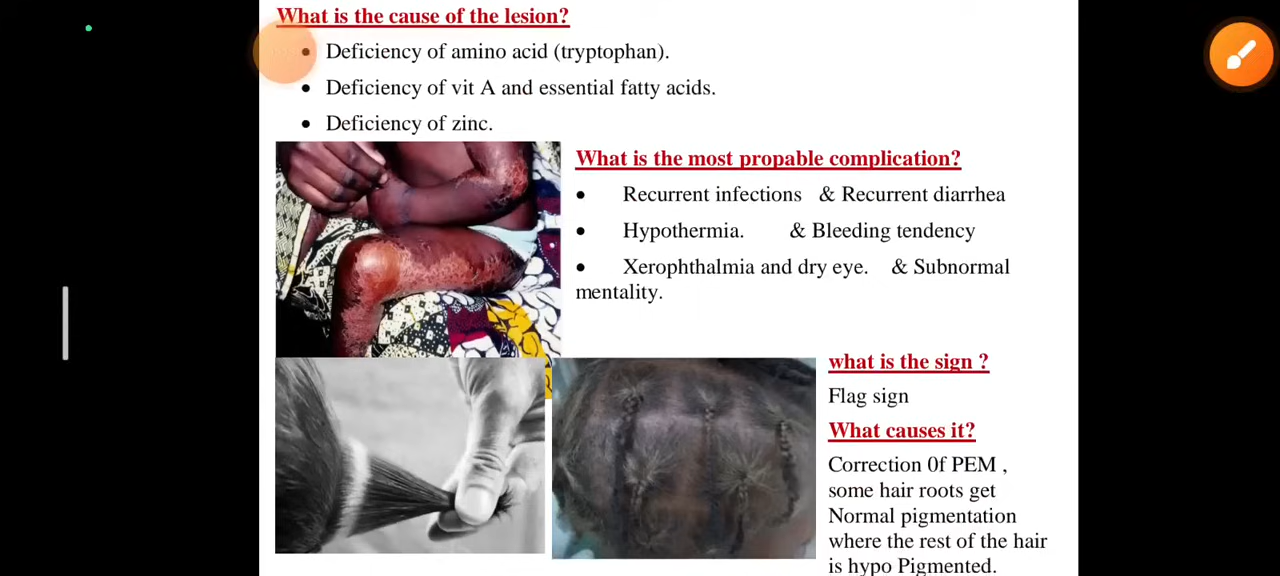 What is the cause of the lesion?
• Deficiency of amino acid (tryptophan).
• Deficiency of vit A and essential fatty acids.
• Deficiency of zinc.
What is the most propable complication?
• Recurrent infections & Recurrent diarrhea
• Hypothermia. & Bleeding tendency
• Xerophthalmia and dry eye. & Subnormal
mentality.
what is the sign ?
Flag sign
What causes it?
Correction 0f PEM ,
some hair roots get
Normal pigmentation
where the rest of the hair
is hypo Pigmented.